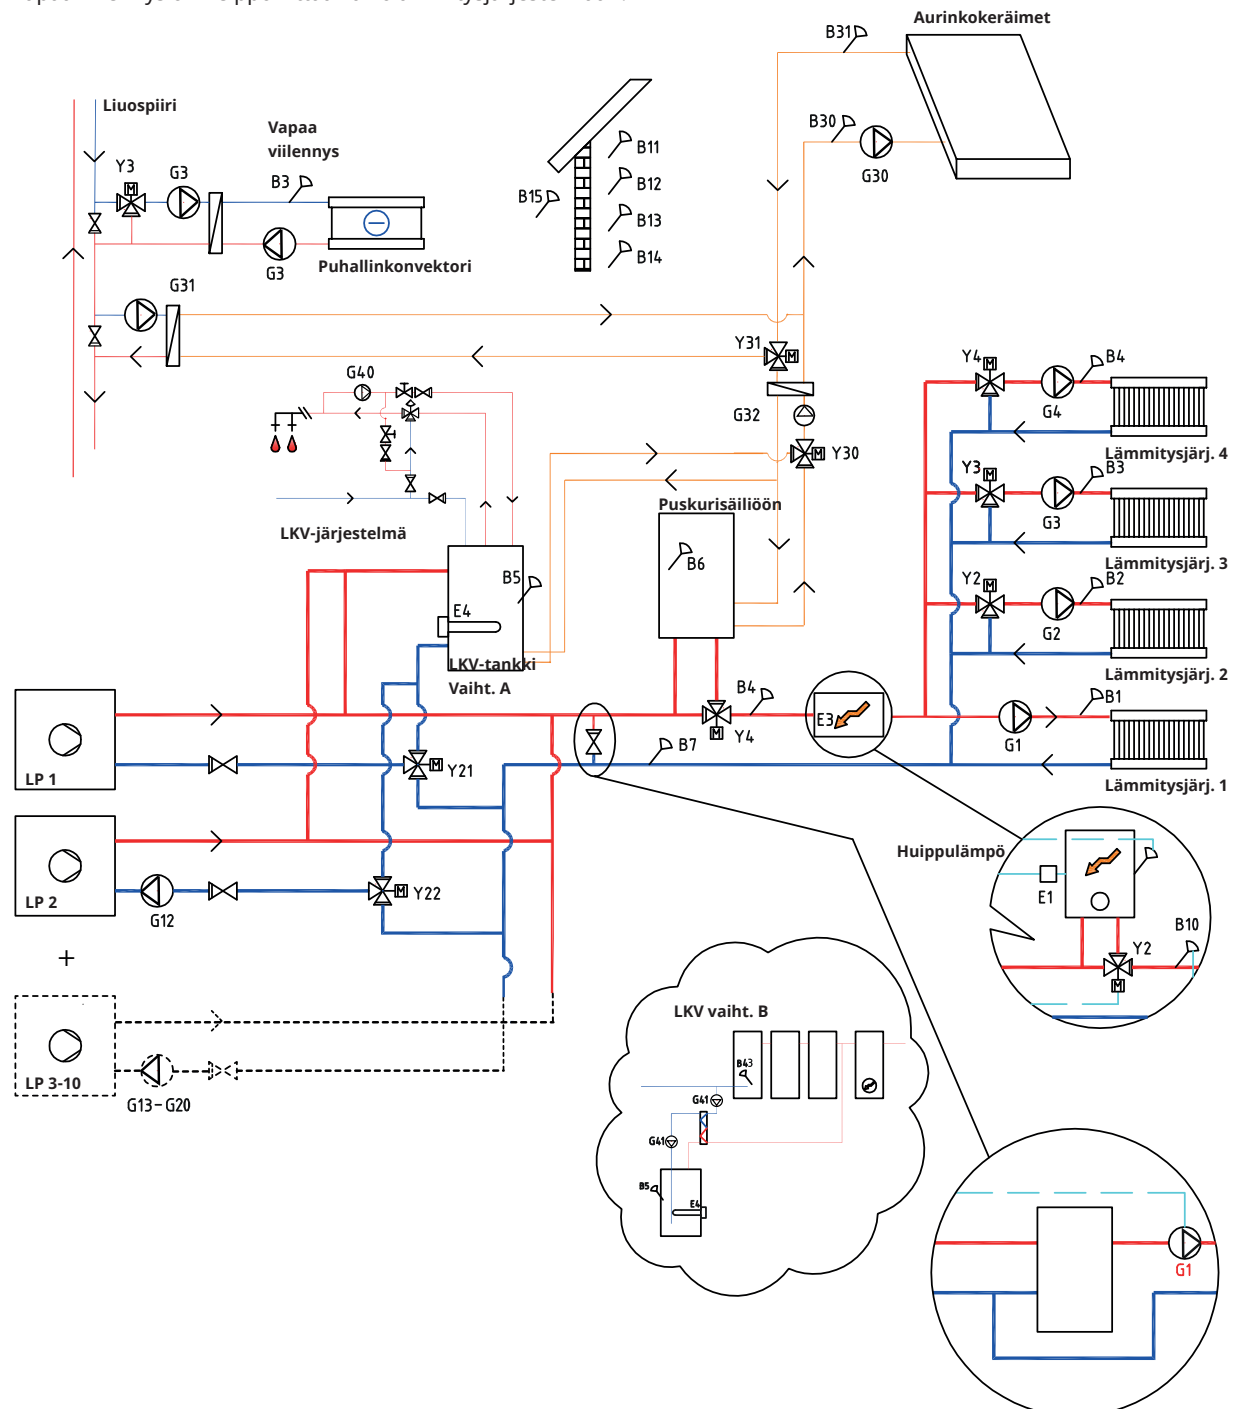 Aurinkokeräimet
B31
Liuospiiri
Vapaa
viilennys
B30
G30
Y3
G3
B3
B11
B12
B13
B14
B15
G3
Puhallinkonvektori
G31
Y31
G32
Y30
G40
Y4
B4
G4
Lämmitysjärj. 4
Y3
B3
G3
Lämmitysjärj. 3
Puskurisäiliöön
B6
LKV-järjestelmä
B5
E4
LKV-tankki
Vaiht. A
Y2
B2
G2
Lämmitysjärj. 2
B4
E3
Y4
B1
G1
B7
Lämmitysjärj. 1
LP 1
Y21
LP 2
G12
Y22
+
LP 3-10
G13-G20
Huippulämpö
E1
Y2
B10
LKV vaiht. B
B43
G41
G41
B5
E4
G1